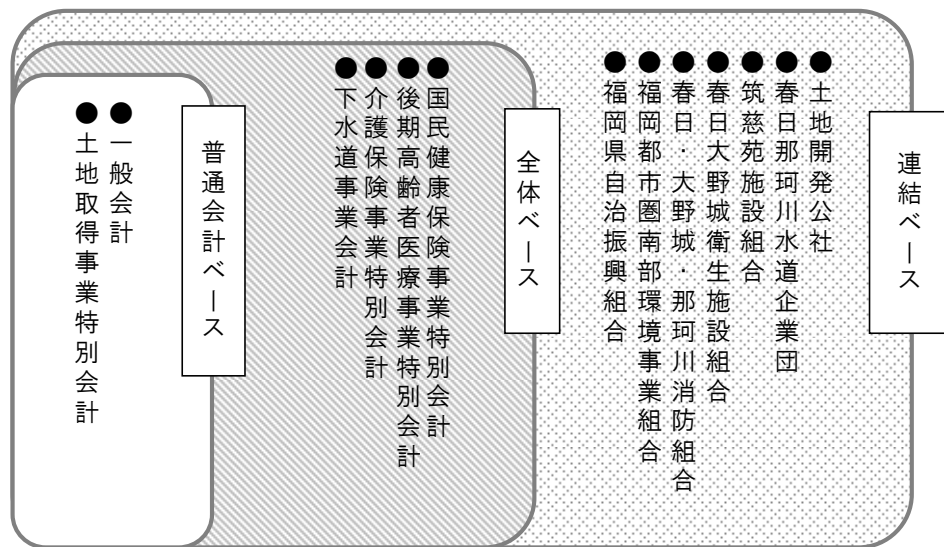 連結ベース
●土地開発公社
●春日那珂川水道企業団
●筑慈苑施設組合
●春日大野城衛生施設組合
●春日・大野城・那珂川消防組合
●福岡都市圏南部環境事業組合
●福岡県自治振興組合
全体ベース
●国民健康保険事業特別会計
●後期高齢者医療事業特別会計
●介護保険事業特別会計
●下水道事業会計
普通会計ベース
●一般会計
●土地取得事業特別会計